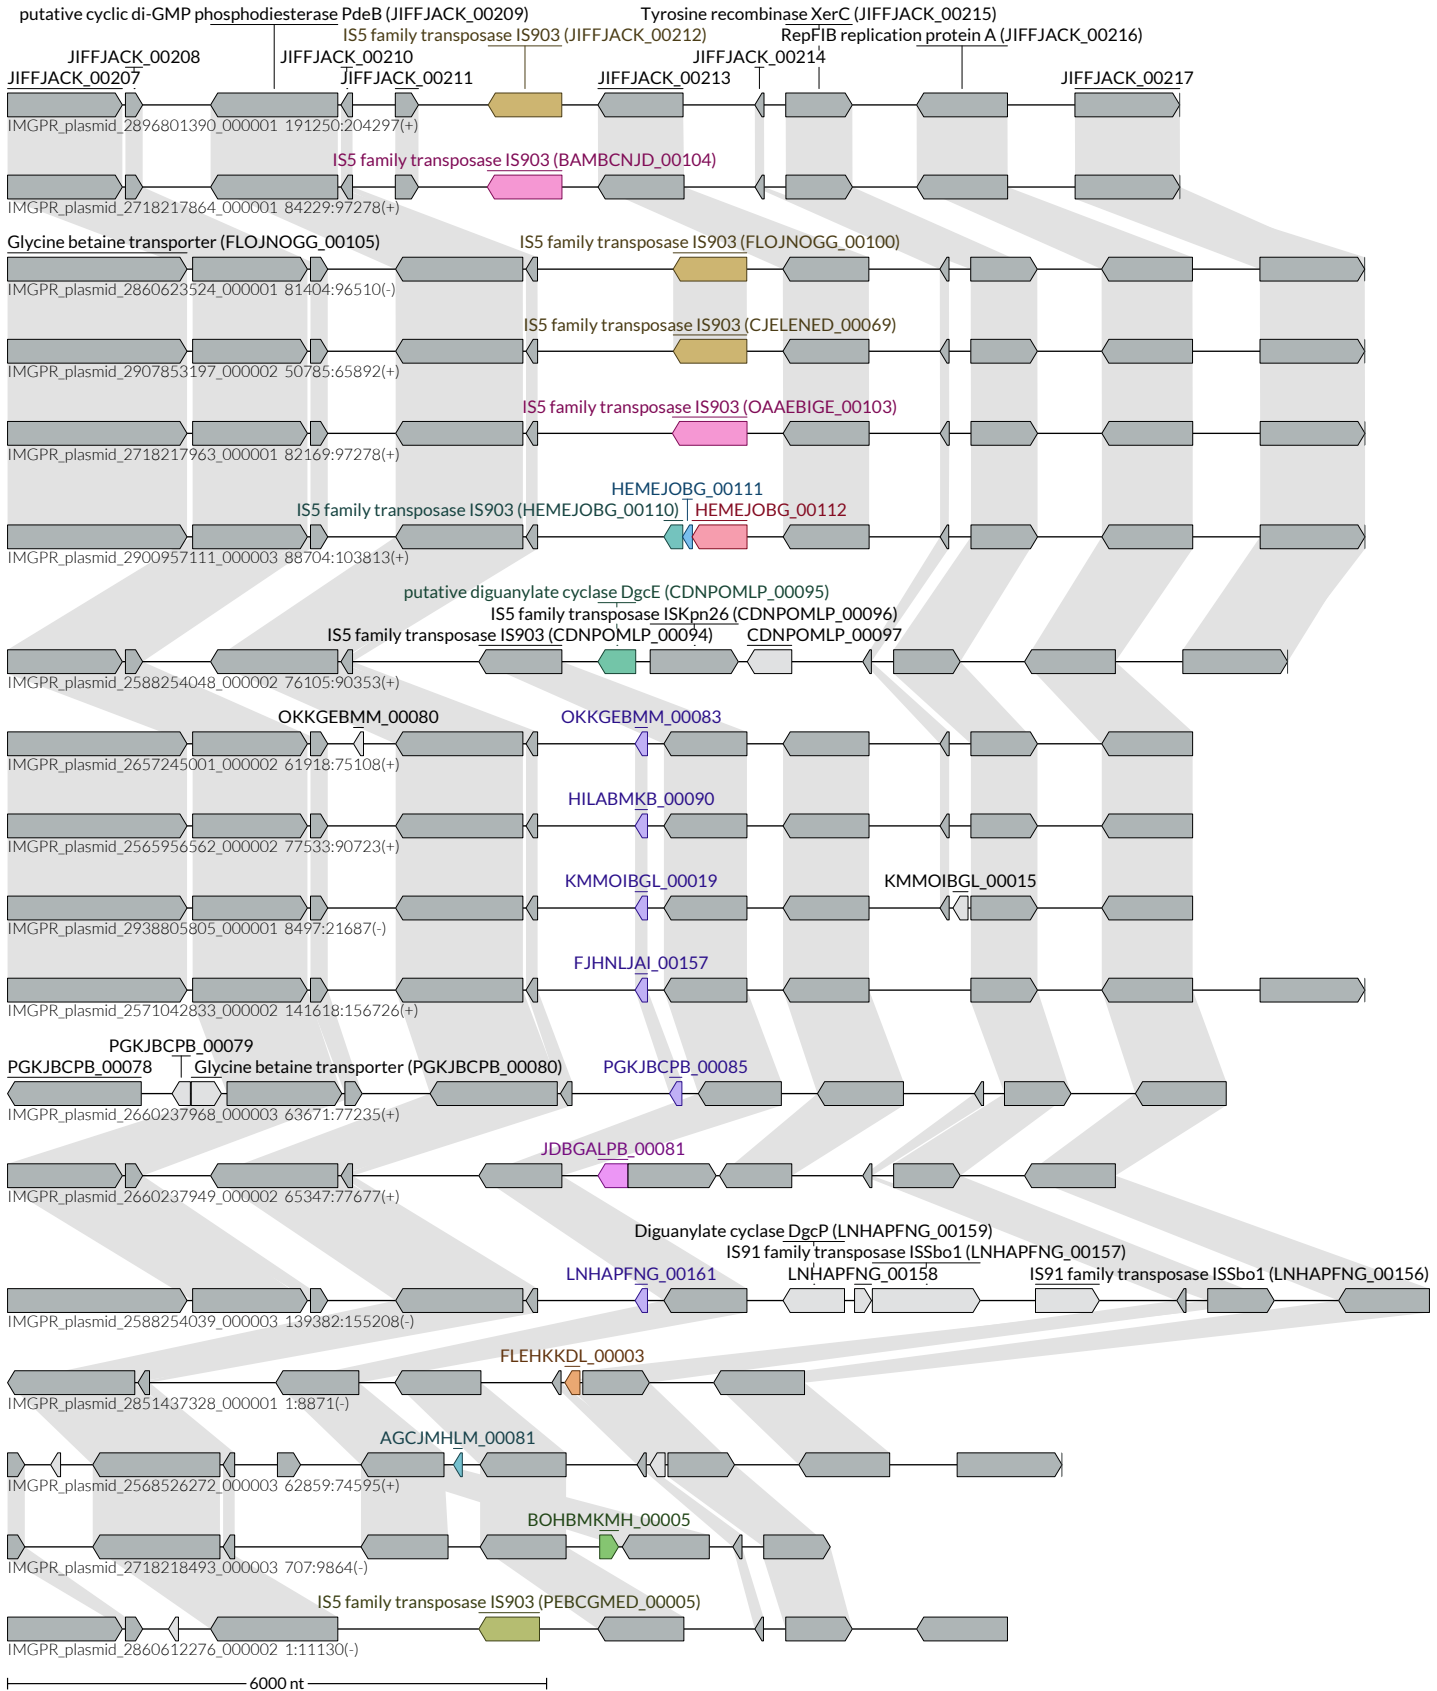 putative cyclic di-GMP phosphodiesterase PdeB (JIFFJACK_00209) Tyrosine recombinase XerC (JIFFJACK_00215)
IS5 family transposase IS903 (JIFFJACK_00212) RepFIB replication protein A (JIFFJACK_00216)
JIFFJACK_00208 JIFFJACK_00210 JIFFJACK_00214
JIFFJACK_00207 JIFFJACK_00211 JIFFJACK_00213 JIFFJACK_00217
IMGPR_plasmid_2896801390_000001 191250:204297(+)
IS5 family transposase IS903 (BAMBCNJD_00104)
IMGPR_plasmid_2718217864_000001 84229:97278(+)
Glycine betaine transporter (FLOJNOGG_00105) IS5 family transposase IS903 (FLOJNOGG_00100)
IMGPR_plasmid_2860623524_000001 81404:96510(-)
IS5 family transposase IS903 (CJELENED_00069)
IMGPR_plasmid_2907853197_000002 50785:65892(+)
IS5 family transposase IS903 (OAAEBIGE_00103)
IMGPR_plasmid_2718217963_000001 82169:97278(+)
HEMEJOBG_00111
IS5 family transposase IS903 (HEMEJOBG_00110) HEMEJOBG_00112
IMGPR_plasmid_2900957111_000003 88704:103813(+)
putative diguanylate cyclase DgcE (CDNPOMLP_00095)
IS5 family transposase ISKpn26 (CDNPOMLP_00096)
IS5 family transposase IS903 (CDNPOMLP_00094) CDNPOMLP_00097
IMGPR_plasmid_2588254048_000002 76105:90353(+)
OKKGEBMM_00080 OKKGEBMM_00083
IMGPR_plasmid_2657245001_000002 61918:75108(+)
HILABMKB_00090
IMGPR_plasmid_2565956562_000002 77533:90723(+)
KMMOIBGL_00019 KMMOIBGL_00015
IMGPR_plasmid_2938805805_000001 8497:21687(-)
FJHNLJAI_00157
IMGPR_plasmid_2571042833_000002 141618:156726(+)
PGKJBCPB_00079
PGKJBCPB_00078 Glycine betaine transporter (PGKJBCPB_00080) PGKJBCPB_00085
IMGPR_plasmid_2660237968_000003 63671:77235(+)
JDBGALPB_00081
IMGPR_plasmid_2660237949_000002 65347:77677(+)
Diguanylate cyclase DgcP (LNHAPFNG_00159)
IS91 family transposase ISSbo1 (LNHAPFNG_00157)
LNHAPFNG_00161 LNHAPFNG_00158 IS91 family transposase ISSbo1 (LNHAPFNG_00156)
IMGPR_plasmid_2588254039_000003 139382:155208(-)
FLEHKKDL_00003
IMGPR_plasmid_2851437328_000001 1:8871(-)
AGCJMHLM_00081
IMGPR_plasmid_2568526272_000003 62859:74595(+)
BOHBMKMH_00005
IMGPR_plasmid_2718218493_000003 707:9864(-)
IS5 family transposase IS903 (PEBCGMED_00005)
IMGPR_plasmid_2860612276_000002 1:11130(-)
6000 nt